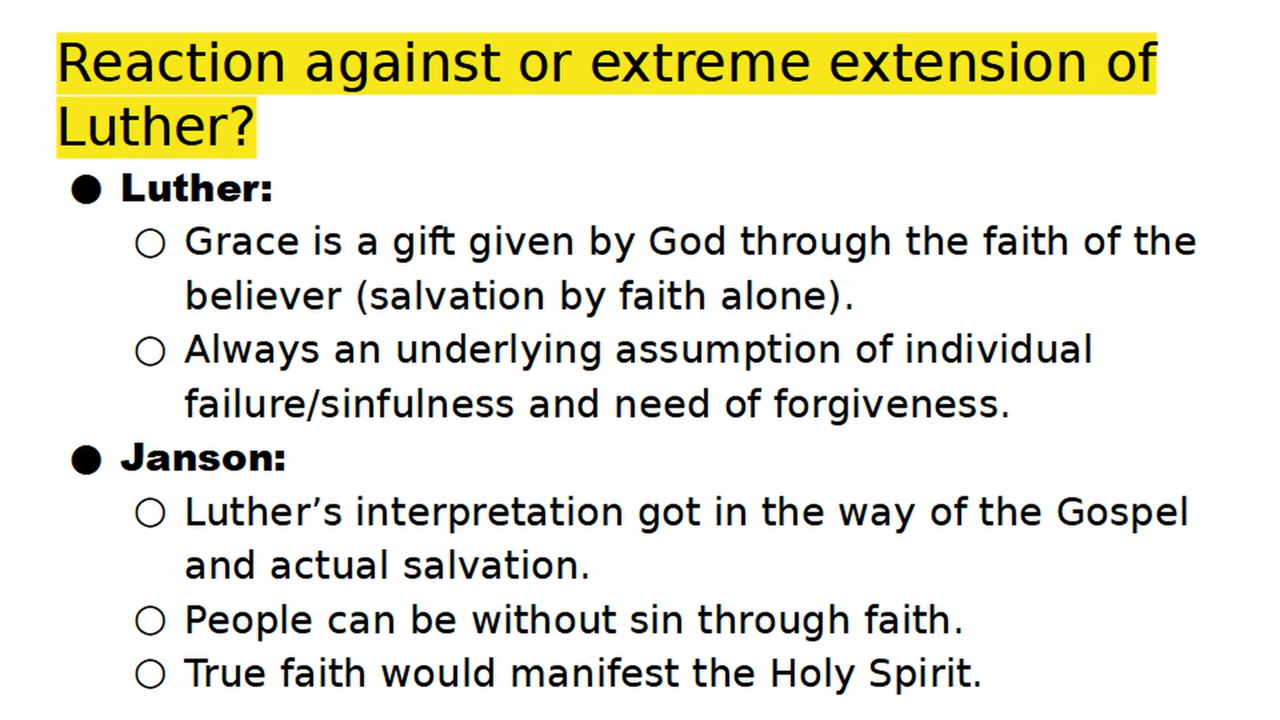 Reaction against or extreme extension of
Luther?
● Luther:
○ Grace is a gift given by God through the faith of the
believer (salvation by faith alone).
○ Always an underlying assumption of individual
failure/sinfulness and need of forgiveness.
● Janson:
○ Luther’s interpretation got in the way of the Gospel
and actual salvation.
○ People can be without sin through faith.
○ True faith would manifest the Holy Spirit.